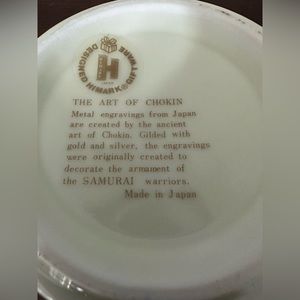 DESIGNED HIMARK® GIFTWARE
H
THE ART OF CHOKIN
Metal engravings from Japan
are created by the ancient
art of Chokin. Gilded with
gold and silver, the engravings
were originally created to
decorate the armament of
the SAMURAI warriors.
Made in Japan